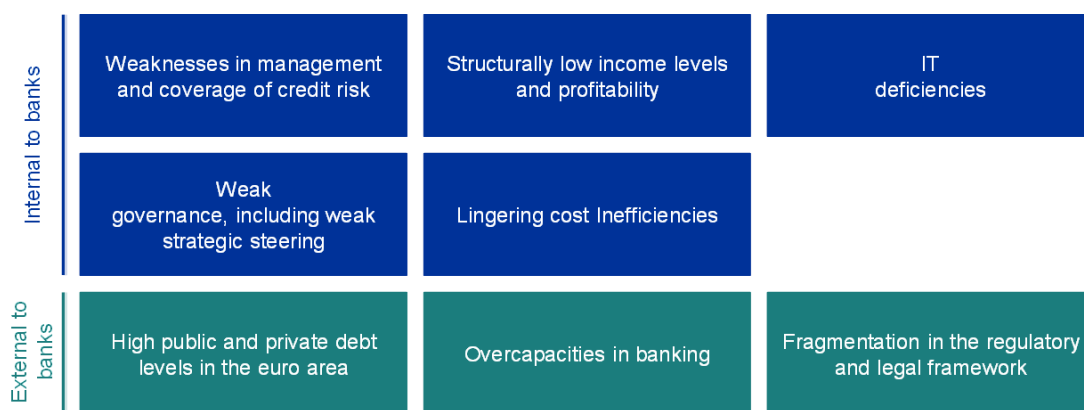 Internal to banks
Weaknesses in management
and coverage of credit risk
Structurally low income levels
and profitability
IT
deficiencies
Weak
governance, including weak
strategic steering
Lingering cost Inefficiencies
External to
banks
High public and private debt
levels in the euro area
Overcapacities in banking
Fragmentation in the regulatory
and legal framework